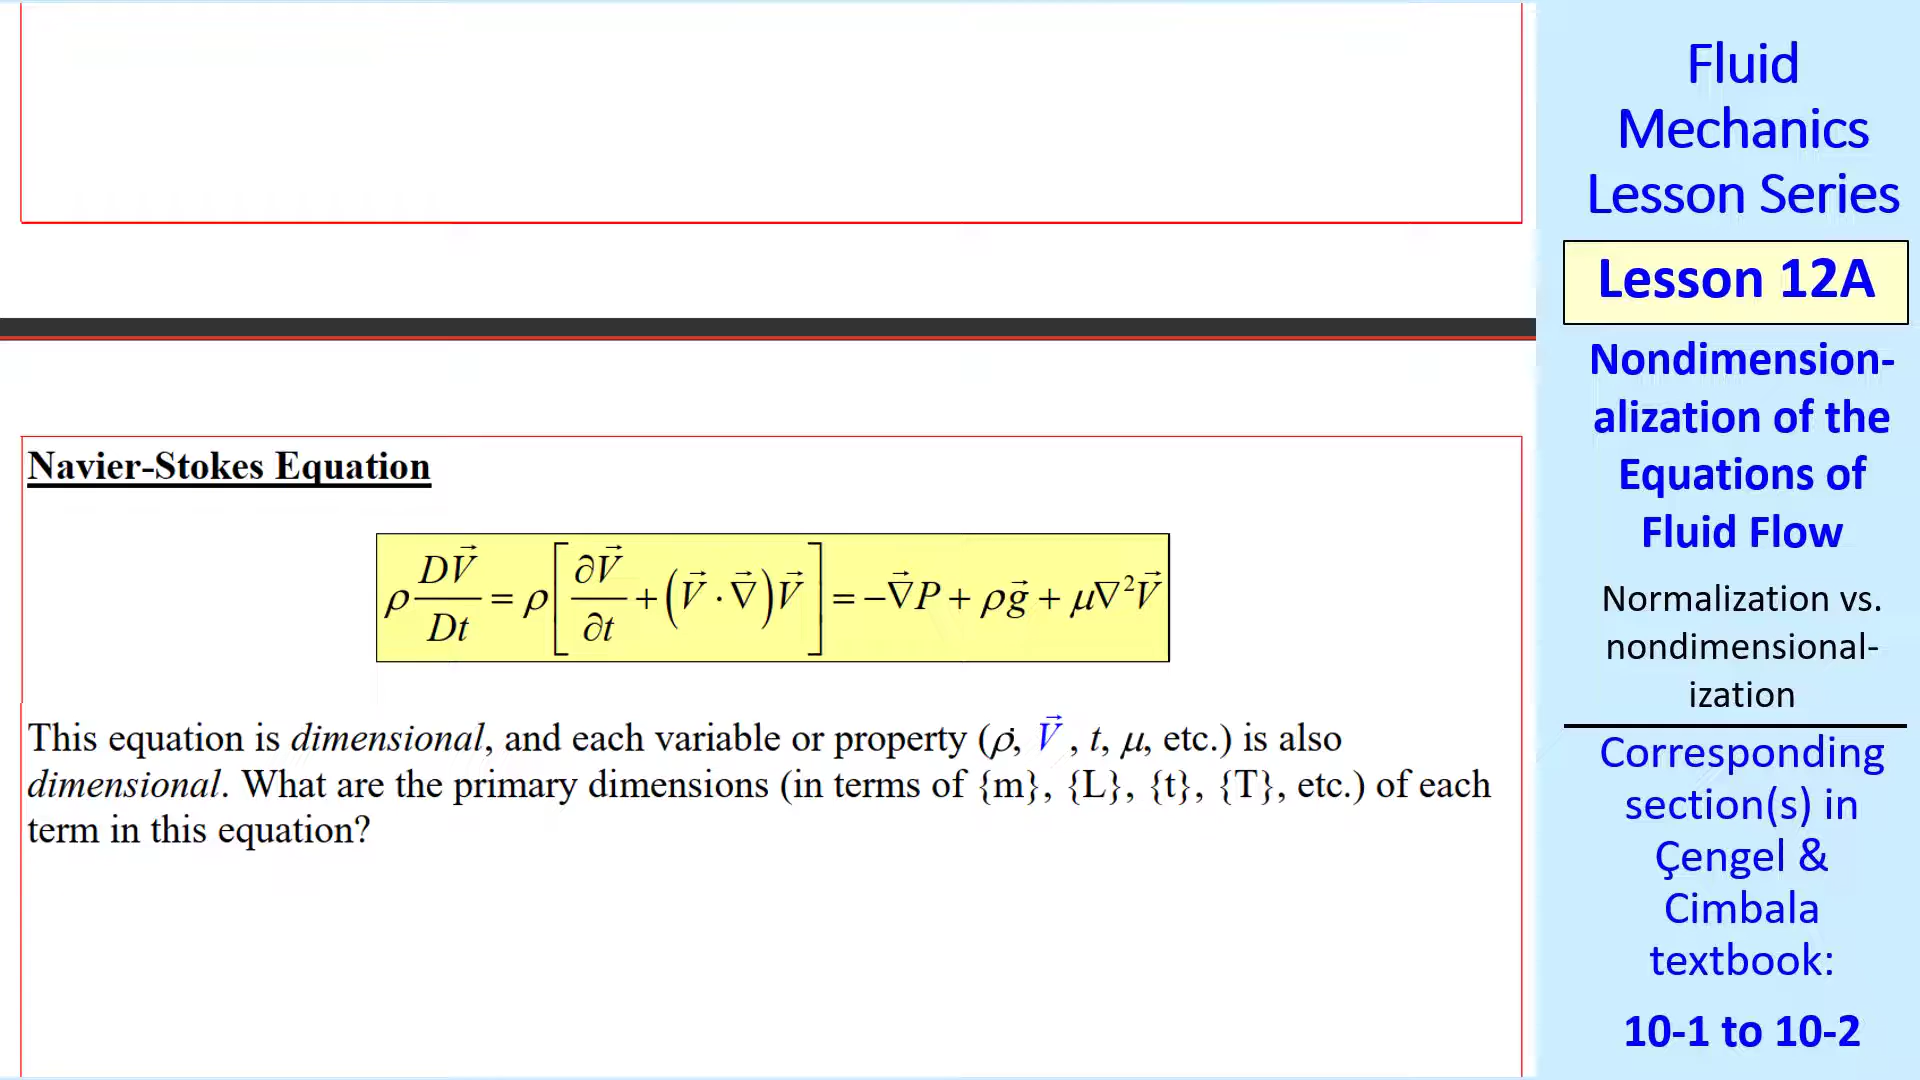 Navier-Stokes Equation
ρ DV⃗/Dt = ρ[∂V⃗/∂t + (V⃗ · ∇⃗)V⃗] = −∇⃗P + ρg⃗ + μ∇²V⃗
This equation is dimensional, and each variable or property (ρ, V⃗ , t, μ, etc.) is also
dimensional. What are the primary dimensions (in terms of {m}, {L}, {t}, {T}, etc.) of each
term in this equation?
Fluid
Mechanics
Lesson Series
Lesson 12A
Nondimension-
alization of the
Equations of
Fluid Flow
Normalization vs.
nondimensional-
ization
Corresponding
section(s) in
Çengel &
Cimbala
textbook:
10-1 to 10-2